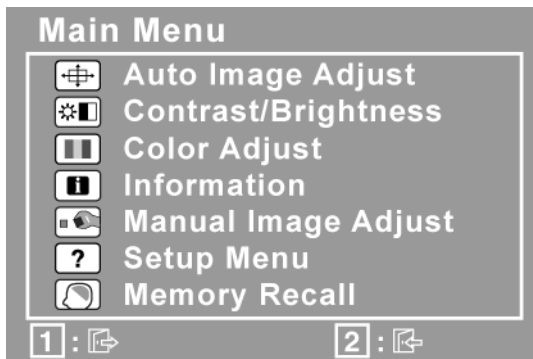 Main Menu
Auto Image Adjust
Contrast/Brightness
Color Adjust
i Information
Manual Image Adjust
? Setup Menu
Memory Recall
1 : 2 :